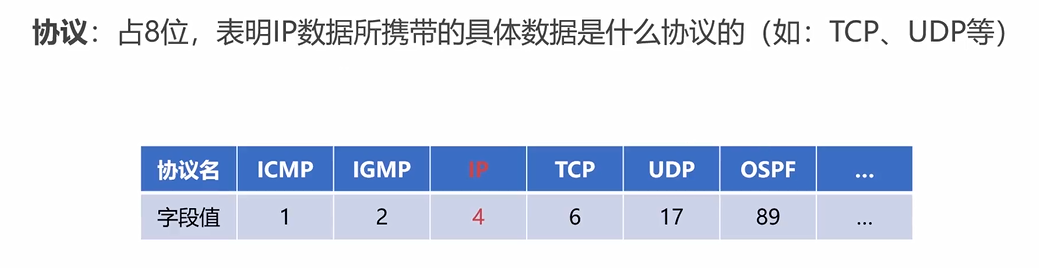 协议：占8位，表明IP数据所携带的具体数据是什么协议的（如：TCP、UDP等）
协议名 ICMP IGMP IP TCP UDP OSPF ...
字段值 1 2 4 6 17 89 ...